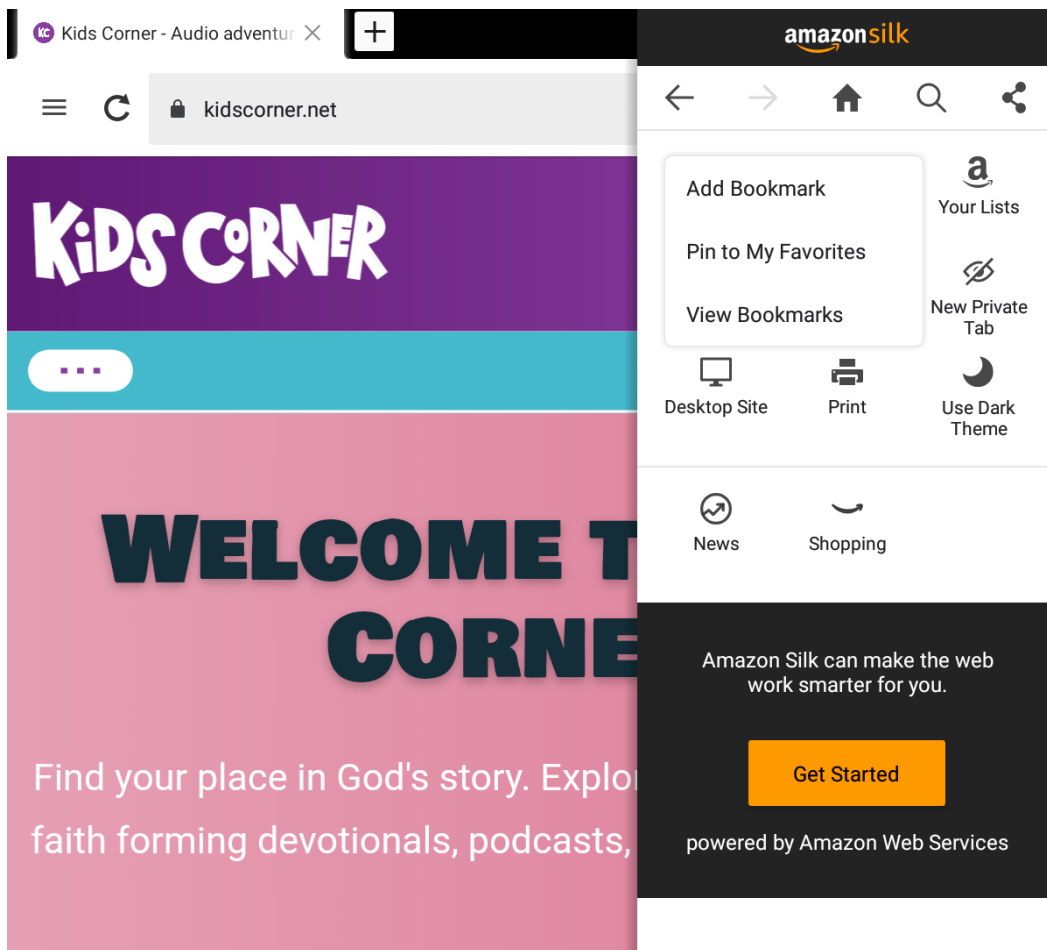 KC Kids Corner - Audio adventur
amazonsilk
kidscorner.net
KiDS CORNER
Add Bookmark
Pin to My Favorites
View Bookmarks
a
Your Lists
New Private
Tab
Desktop Site
Print
Use Dark
Theme
News
Shopping
WELCOME T
CORNE
Find your place in God's story. Explor
faith forming devotionals, podcasts,
Amazon Silk can make the web
work smarter for you.
Get Started
powered by Amazon Web Services